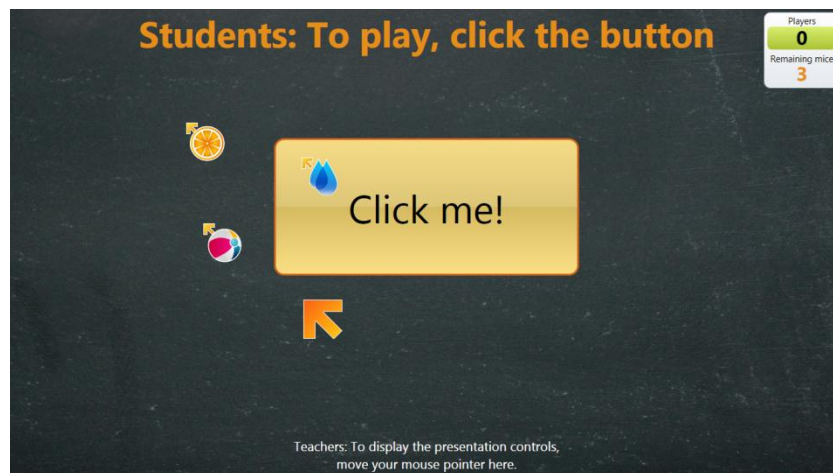 Students: To play, click the button
Players
0
Remaining mice
3
Click me!
Teachers: To display the presentation controls,
move your mouse pointer here.